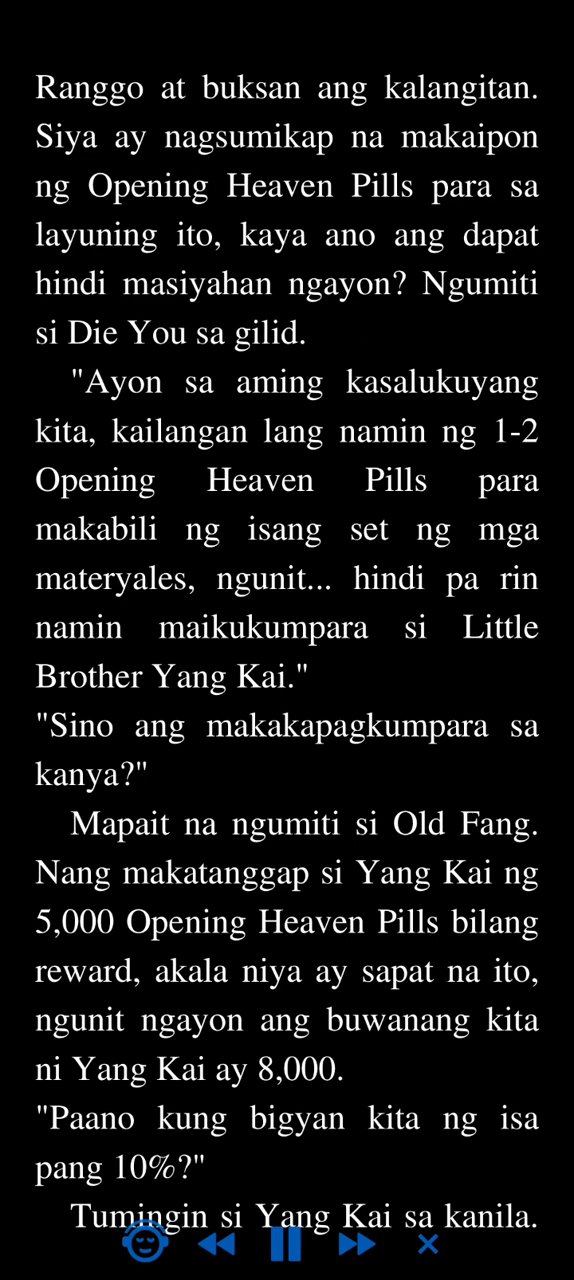 Ranggo at buksan ang kalangitan.
Siya ay nagsumikap na makaipon
ng Opening Heaven Pills para sa
layuning ito, kaya ano ang dapat
hindi masiyahan ngayon? Ngumiti
si Die You sa gilid.
"Ayon sa aming kasalukuyang
kita, kailangan lang namin ng 1-2
Opening Heaven Pills para
makabili ng isang set ng mga
materyales, ngunit... hindi pa rin
namin maikukumpara si Little
Brother Yang Kai."
"Sino ang makakapagkumpara sa
kanya?"
Mapait na ngumiti si Old Fang.
Nang makatanggap si Yang Kai ng
5,000 Opening Heaven Pills bilang
reward, akala niya ay sapat na ito,
ngunit ngayon ang buwanang kita
ni Yang Kai ay 8,000.
"Paano kung bigyan kita ng isa
pang 10%?"
Tumingin si Yang Kai sa kanila.